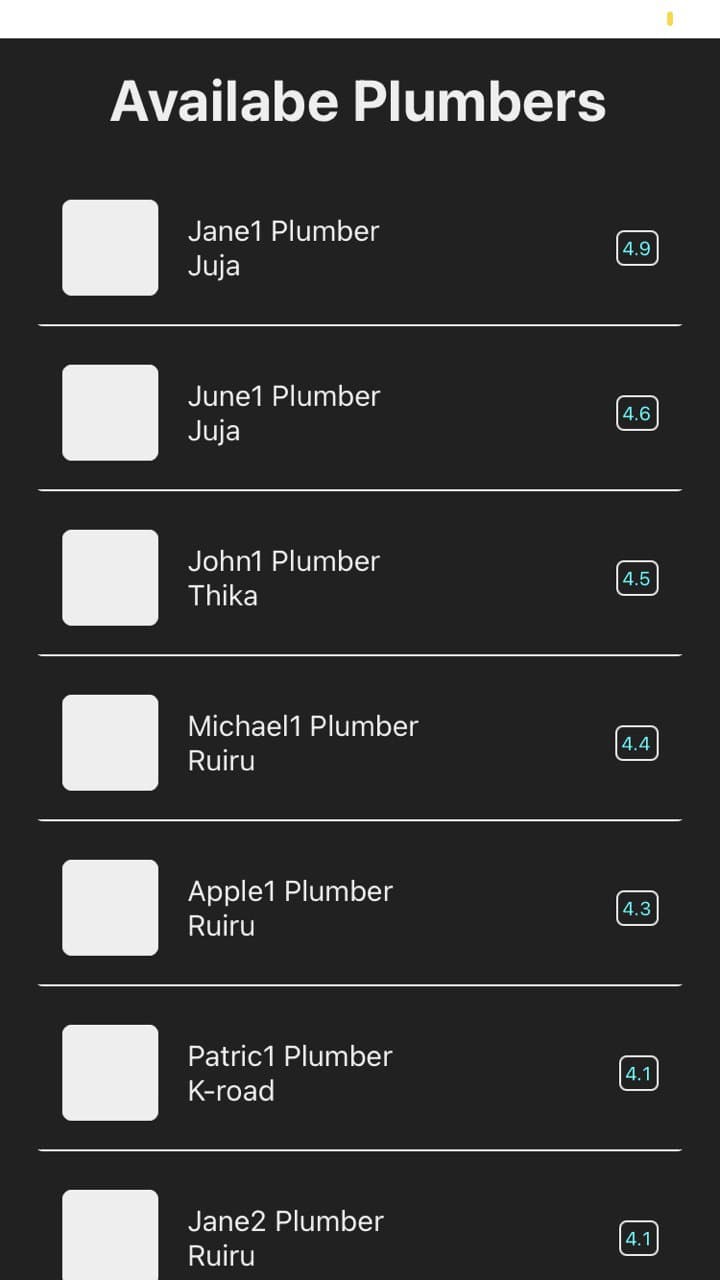 Availabe Plumbers
Jane1 Plumber
Juja
4.9
June1 Plumber
Juja
4.6
John1 Plumber
Thika
4.5
Michael1 Plumber
Ruiru
4.4
Apple1 Plumber
Ruiru
4.3
Patric1 Plumber
K-road
4.1
Jane2 Plumber
Ruiru
4.1